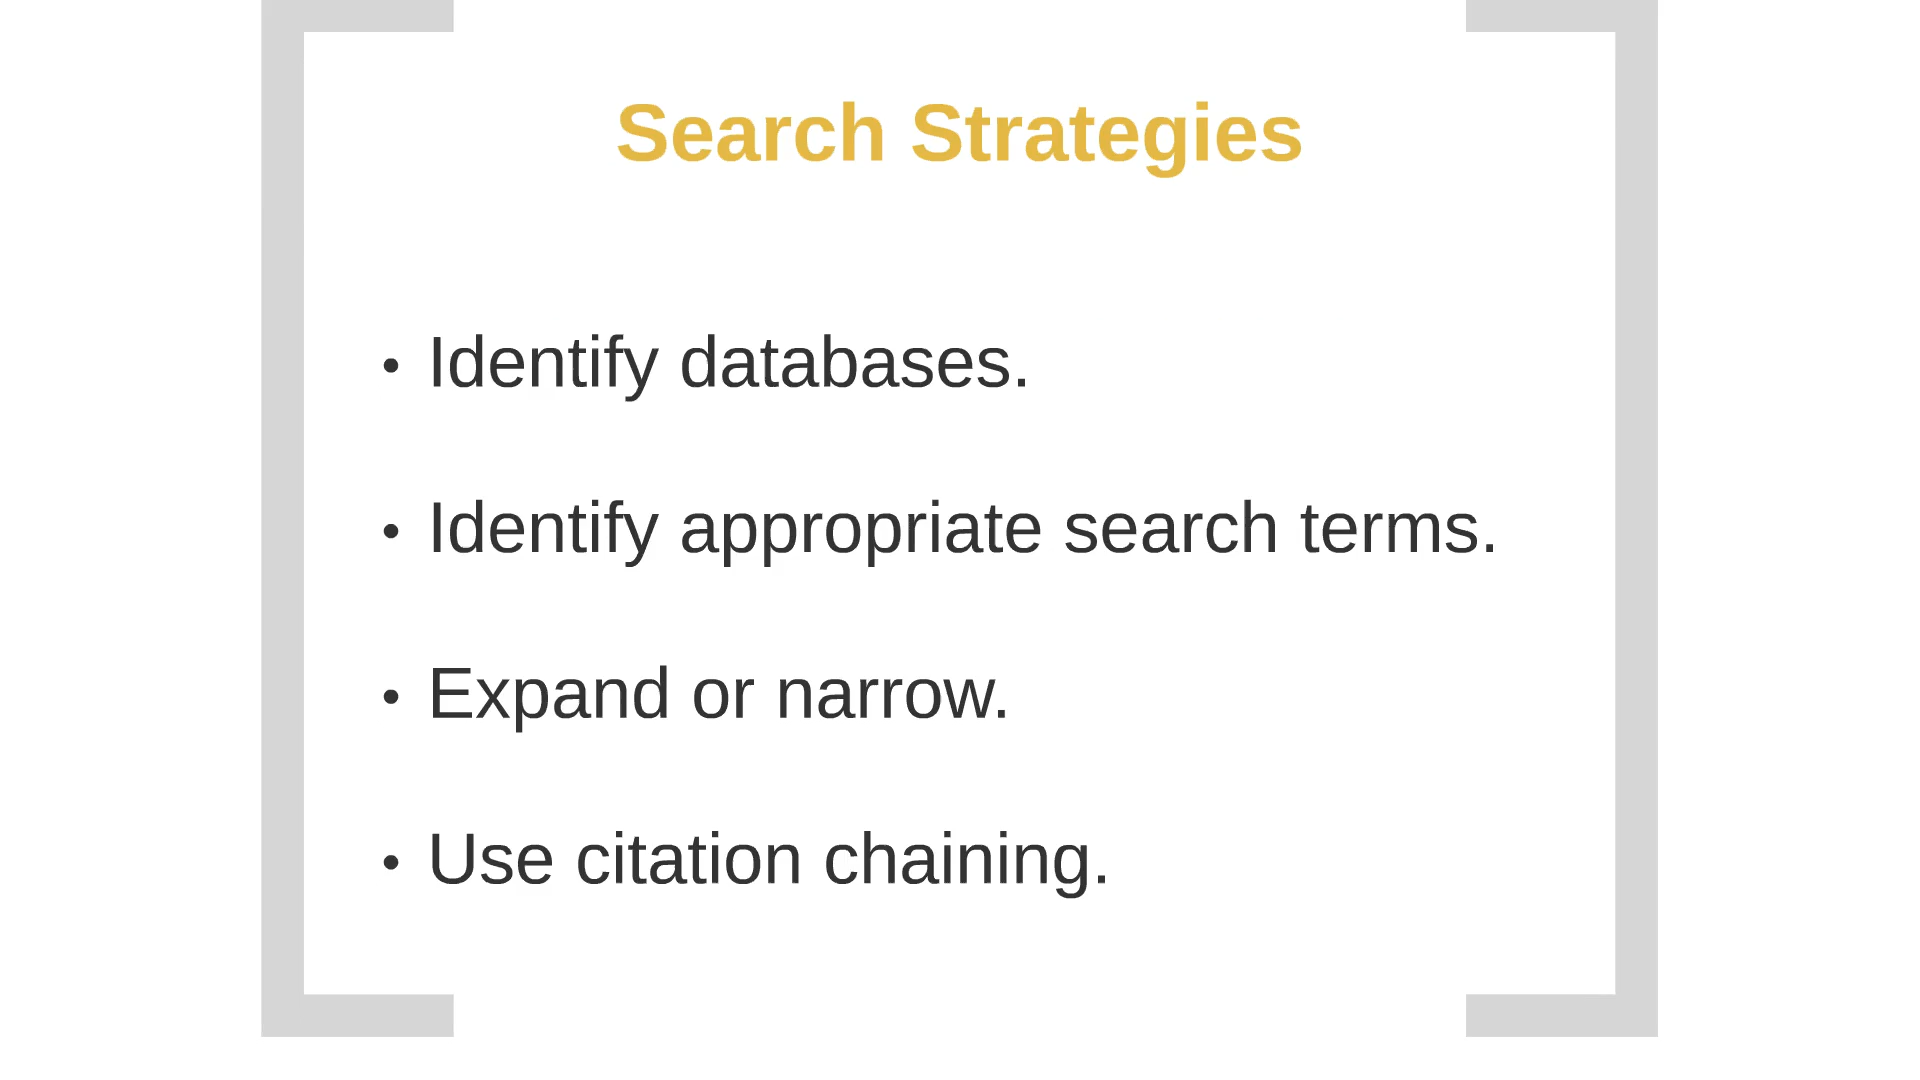 Search Strategies
• Identify databases.
• Identify appropriate search terms.
• Expand or narrow.
• Use citation chaining.